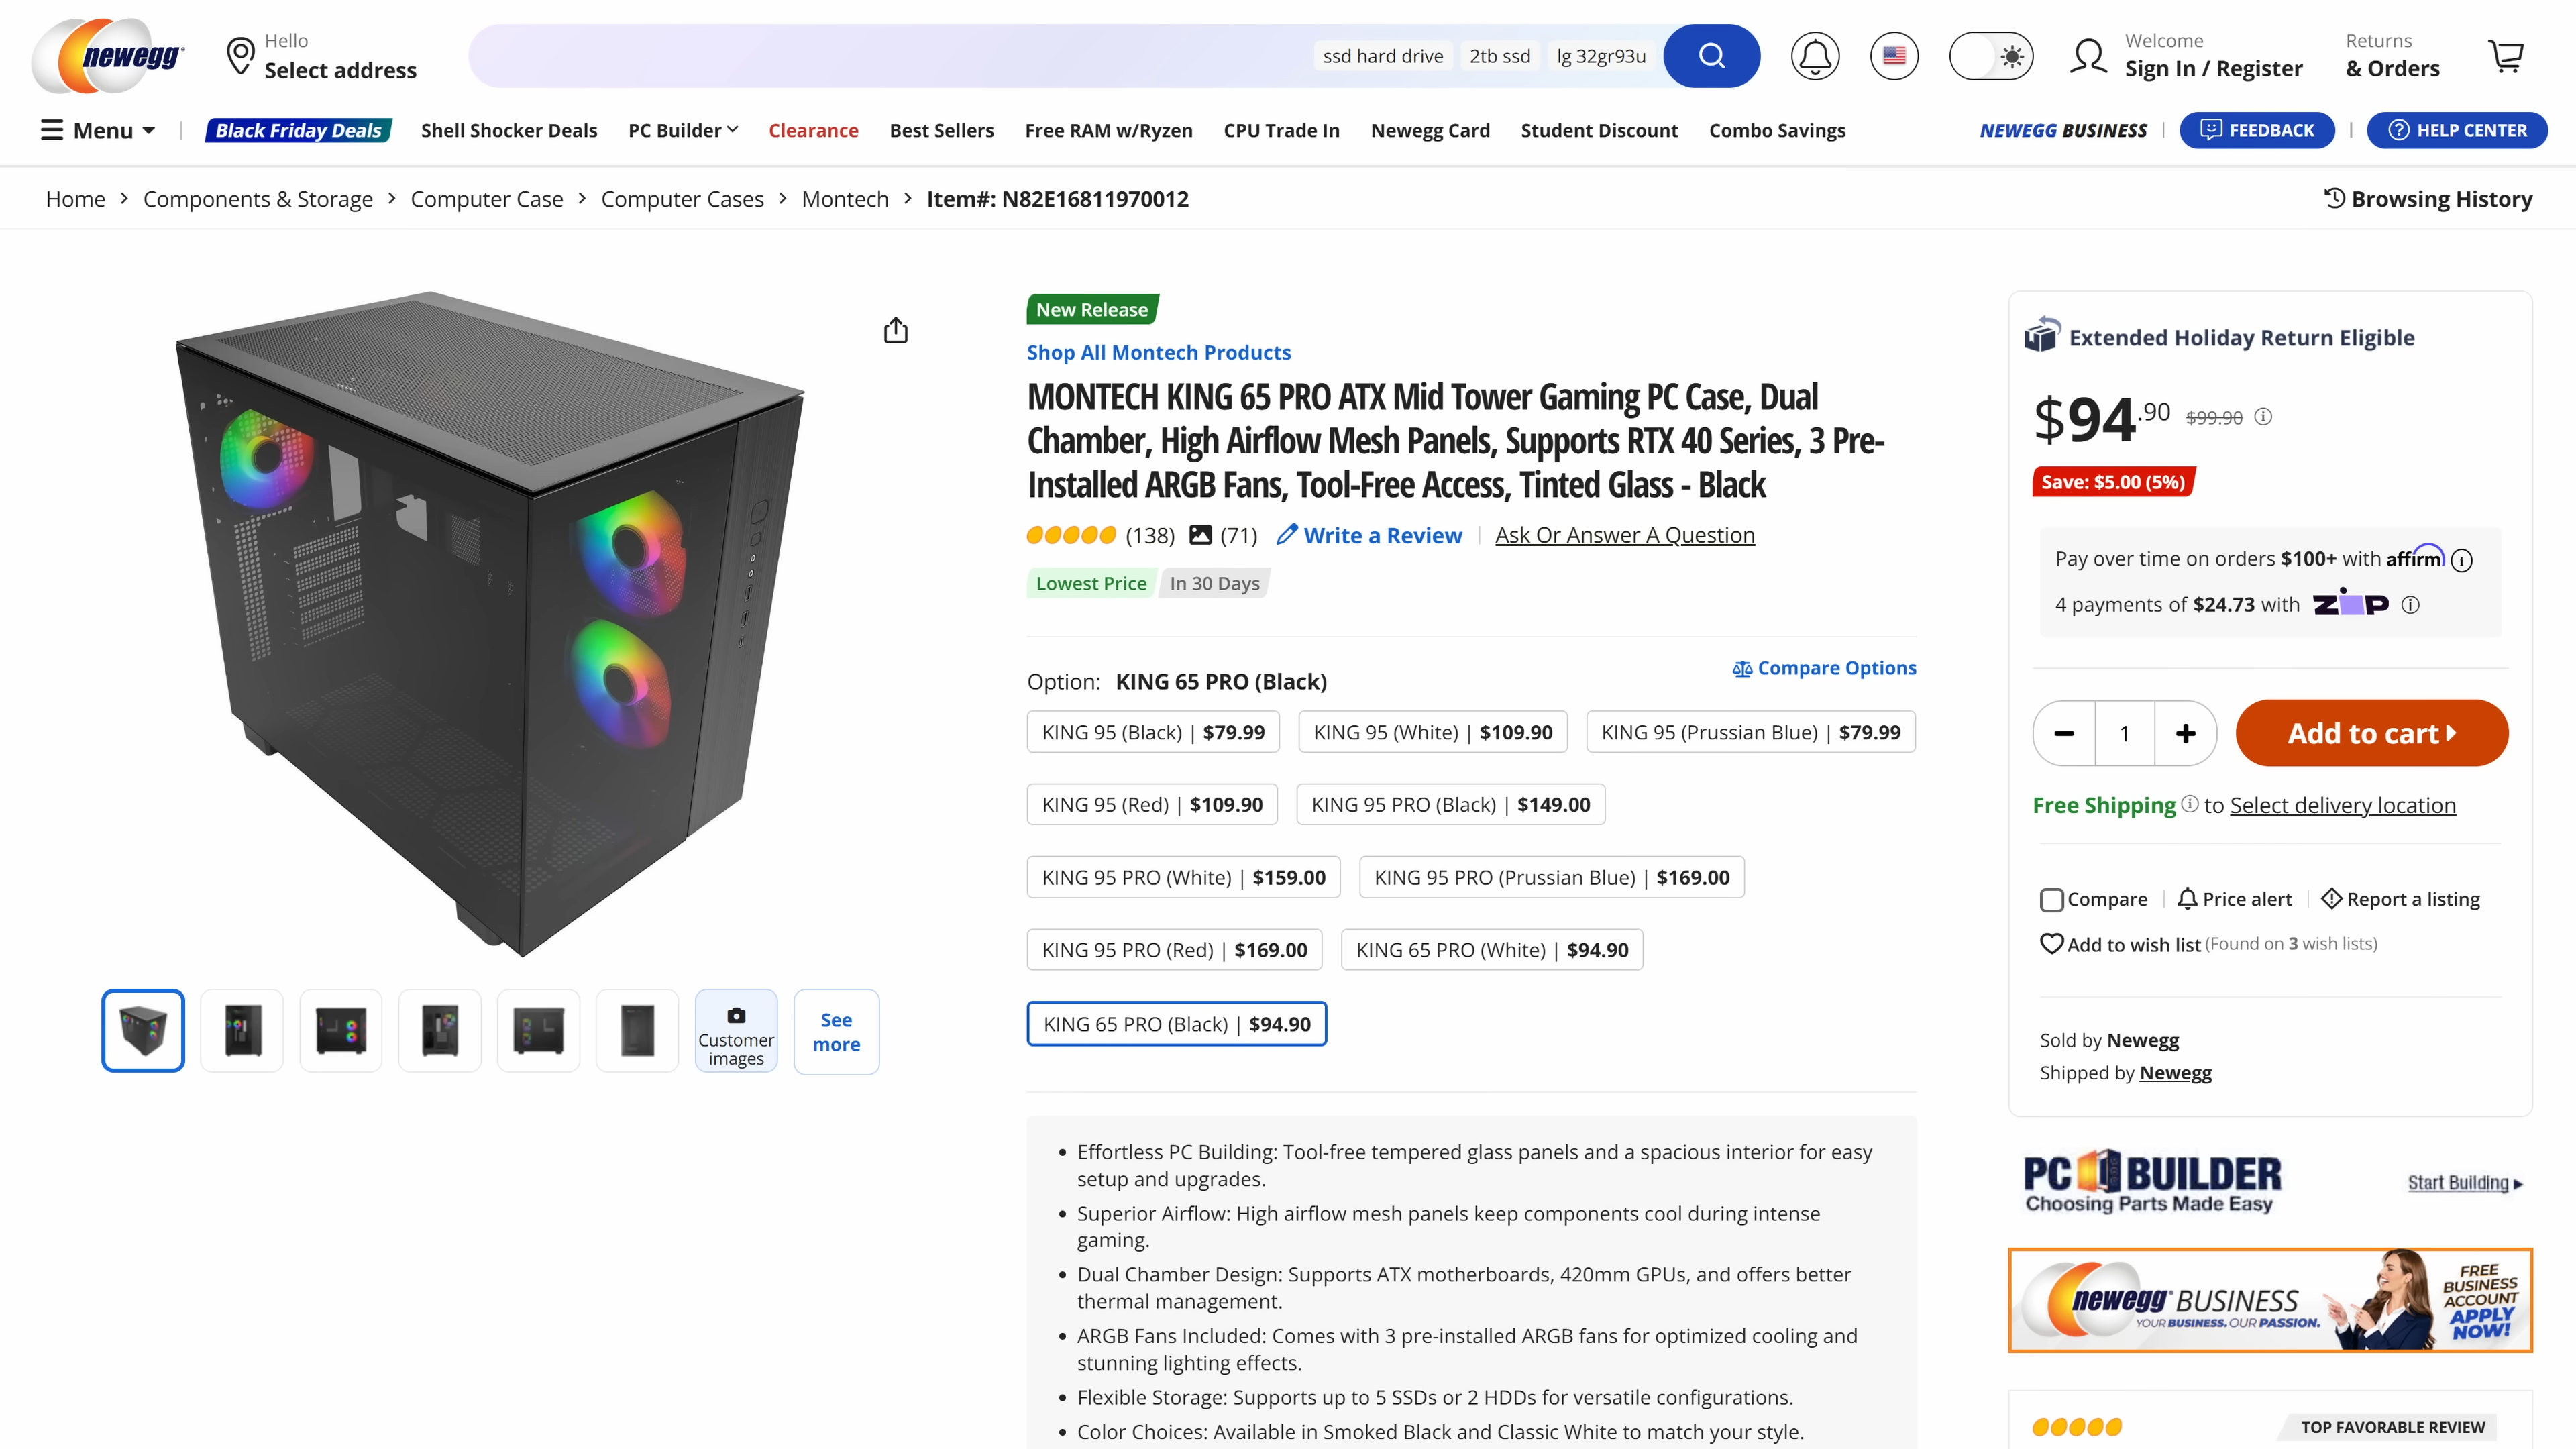 newegg
Hello
Select address
ssd hard drive
2tb ssd
lg 32gr93u
Welcome
Sign In / Register
Returns
& Orders
Menu
Black Friday Deals
Shell Shocker Deals
PC Builder
Clearance
Best Sellers
Free RAM w/Ryzen
CPU Trade In
Newegg Card
Student Discount
Combo Savings
NEWEGG BUSINESS
FEEDBACK
HELP CENTER
Home > Components & Storage > Computer Case > Computer Cases > Montech > Item#: N82E16811970012
Browsing History
New Release
Shop All Montech Products
MONTECH KING 65 PRO ATX Mid Tower Gaming PC Case, Dual
Chamber, High Airflow Mesh Panels, Supports RTX 40 Series, 3 Pre-
Installed ARGB Fans, Tool-Free Access, Tinted Glass - Black
(138) (71) Write a Review | Ask Or Answer A Question
Lowest Price In 30 Days
Compare Options
Option: KING 65 PRO (Black)
KING 95 (Black) | $79.99
KING 95 (White) | $109.90
KING 95 (Prussian Blue) | $79.99
KING 95 (Red) | $109.90
KING 95 PRO (Black) | $149.00
KING 95 PRO (White) | $159.00
KING 95 PRO (Prussian Blue) | $169.00
KING 95 PRO (Red) | $169.00
KING 65 PRO (White) | $94.90
KING 65 PRO (Black) | $94.90
Customer
images
See
more
Effortless PC Building: Tool-free tempered glass panels and a spacious interior for easy
setup and upgrades.
Superior Airflow: High airflow mesh panels keep components cool during intense
gaming.
Dual Chamber Design: Supports ATX motherboards, 420mm GPUs, and offers better
thermal management.
ARGB Fans Included: Comes with 3 pre-installed ARGB fans for optimized cooling and
stunning lighting effects.
Flexible Storage: Supports up to 5 SSDs or 2 HDDs for versatile configurations.
Color Choices: Available in Smoked Black and Classic White to match your style.
Extended Holiday Return Eligible
$94.90 $99.90
Save: $5.00 (5%)
Pay over time on orders $100+ with affirm
4 payments of $24.73 with ZIP
1
Add to cart
Free Shipping to Select delivery location
Compare
Price alert
Report a listing
Add to wish list (Found on 3 wish lists)
Sold by Newegg
Shipped by Newegg
PC BUILDER
Choosing Parts Made Easy
Start Building
newegg BUSINESS
YOUR BUSINESS. OUR PASSION.
FREE
BUSINESS
ACCOUNT
APPLY
NOW!
TOP FAVORABLE REVIEW